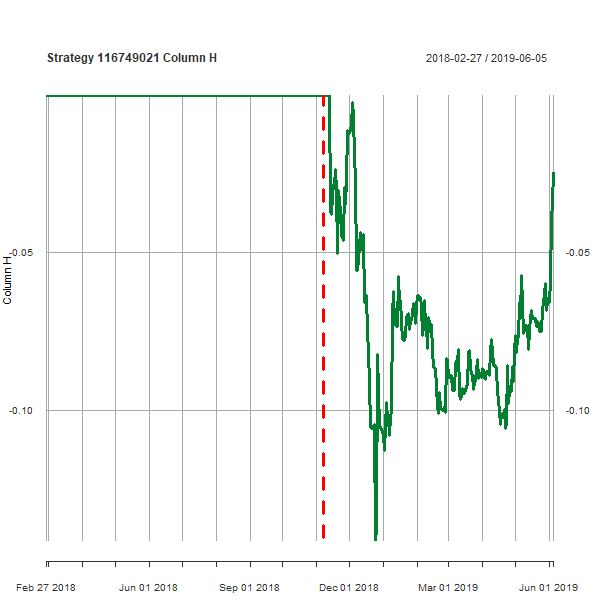 Strategy 116749021 Column H
2018-02-27 / 2019-06-05
Column H
-0.05
-0.05
-0.10
-0.10
Feb 27 2018
Jun 01 2018
Sep 01 2018
Dec 01 2018
Mar 01 2019
Jun 01 2019